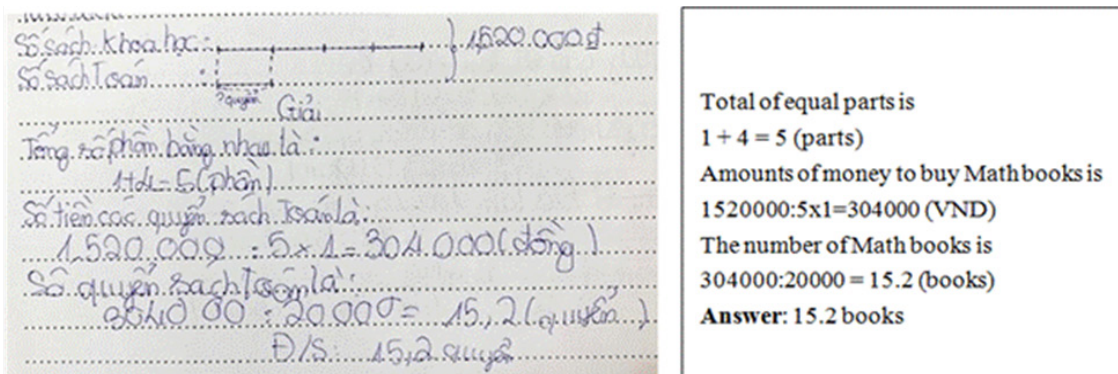 Số sách Khoa học:
1.520.000đ
Số sách Toán :
? quyển
Giải
Tổng số phần bằng nhau là:
1+4=5(phần)
Số tiền các quyển sách Toán là:
1.520.000 : 5 × 1 = 304.000(đồng)
Số quyển sách Toán là:
304000 : 20000 = 15,2 (quyển)
Đ/S: 15,2 quyển
Total of equal parts is
1 + 4 = 5 (parts)
Amounts of money to buy Math books is
1520000:5x1=304000 (VND)
The number of Math books is
304000:20000 = 15.2 (books)
Answer: 15.2 books